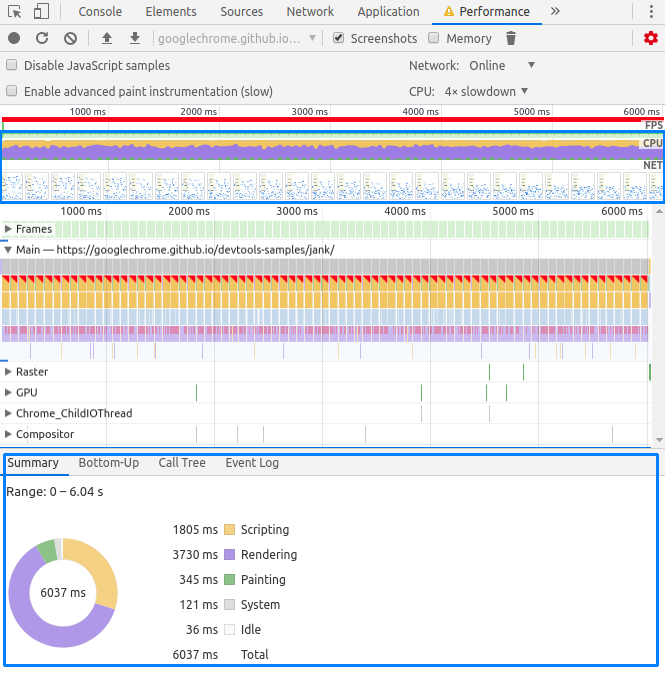 Console Elements Sources Network Application Performance »
googlechrome.github.io... Screenshots Memory
Disable JavaScript samples Network: Online
Enable advanced paint instrumentation (slow) CPU: 4× slowdown
1000 ms 2000 ms 3000 ms 4000 ms 5000 ms 6000 ms
FPS
CPU
NET
1000 ms 2000 ms 3000 ms 4000 ms 5000 ms 6000 ms
Frames
Main — https://googlechrome.github.io/devtools-samples/jank/
Raster
GPU
Chrome_ChildIOThread
Compositor
Summary Bottom-Up Call Tree Event Log
Range: 0 – 6.04 s
1805 ms Scripting
3730 ms Rendering
345 ms Painting
6037 ms
121 ms System
36 ms Idle
6037 ms Total